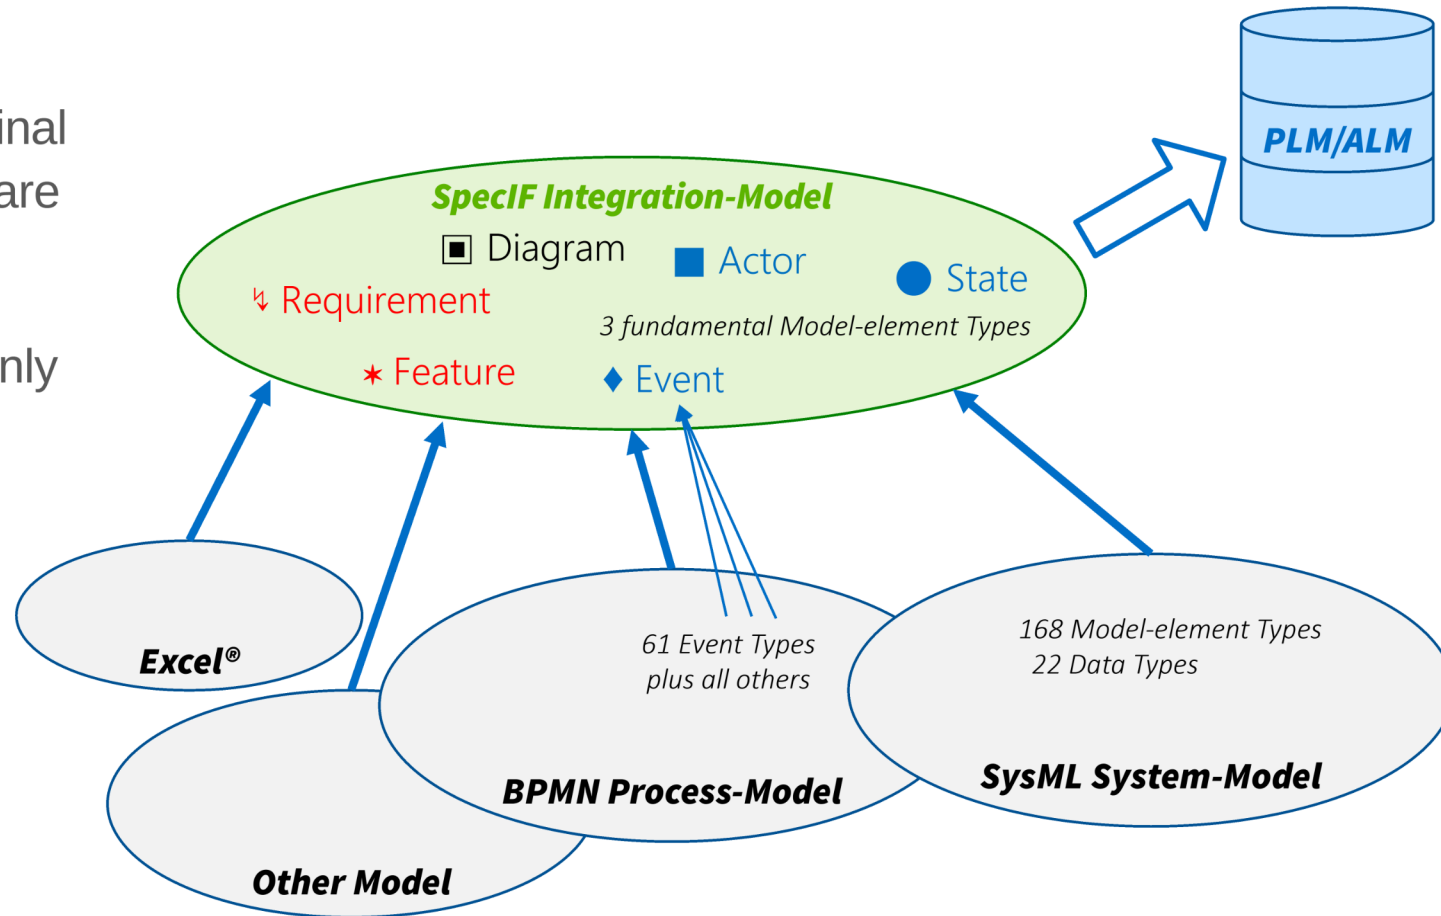 inal
are
nly
PLM/ALM
SpecIF Integration-Model
Diagram
Actor
State
Requirement
3 fundamental Model-element Types
Feature
Event
Excel®
61 Event Types
plus all others
168 Model-element Types
22 Data Types
BPMN Process-Model
SysML System-Model
Other Model